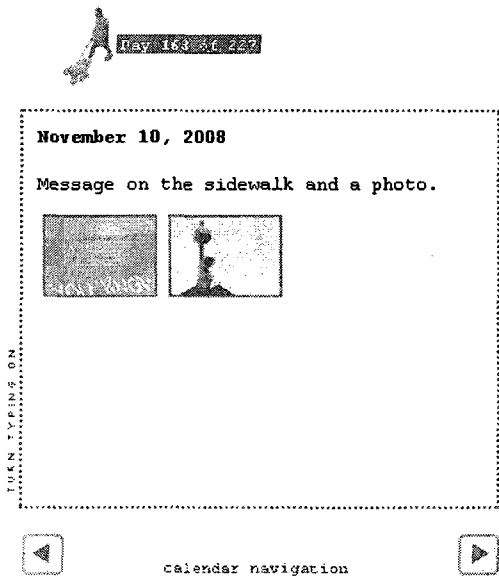 Day 163 of 227
November 10, 2008
Message on the sidewalk and a photo.
TURN TYPING ON
calendar navigation